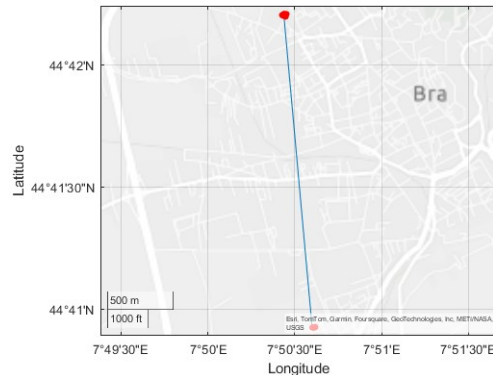 44°42'N
Bra
Latitude
44°41'30"N
500 m
1000 ft
44°41'N
Esri, TomTom, Garmin, Foursquare, GeoTechnologies, Inc, METI/NASA,
USGS
7°49'30"E
7°50'E
7°50'30"E
7°51'E
7°51'30"E
Longitude